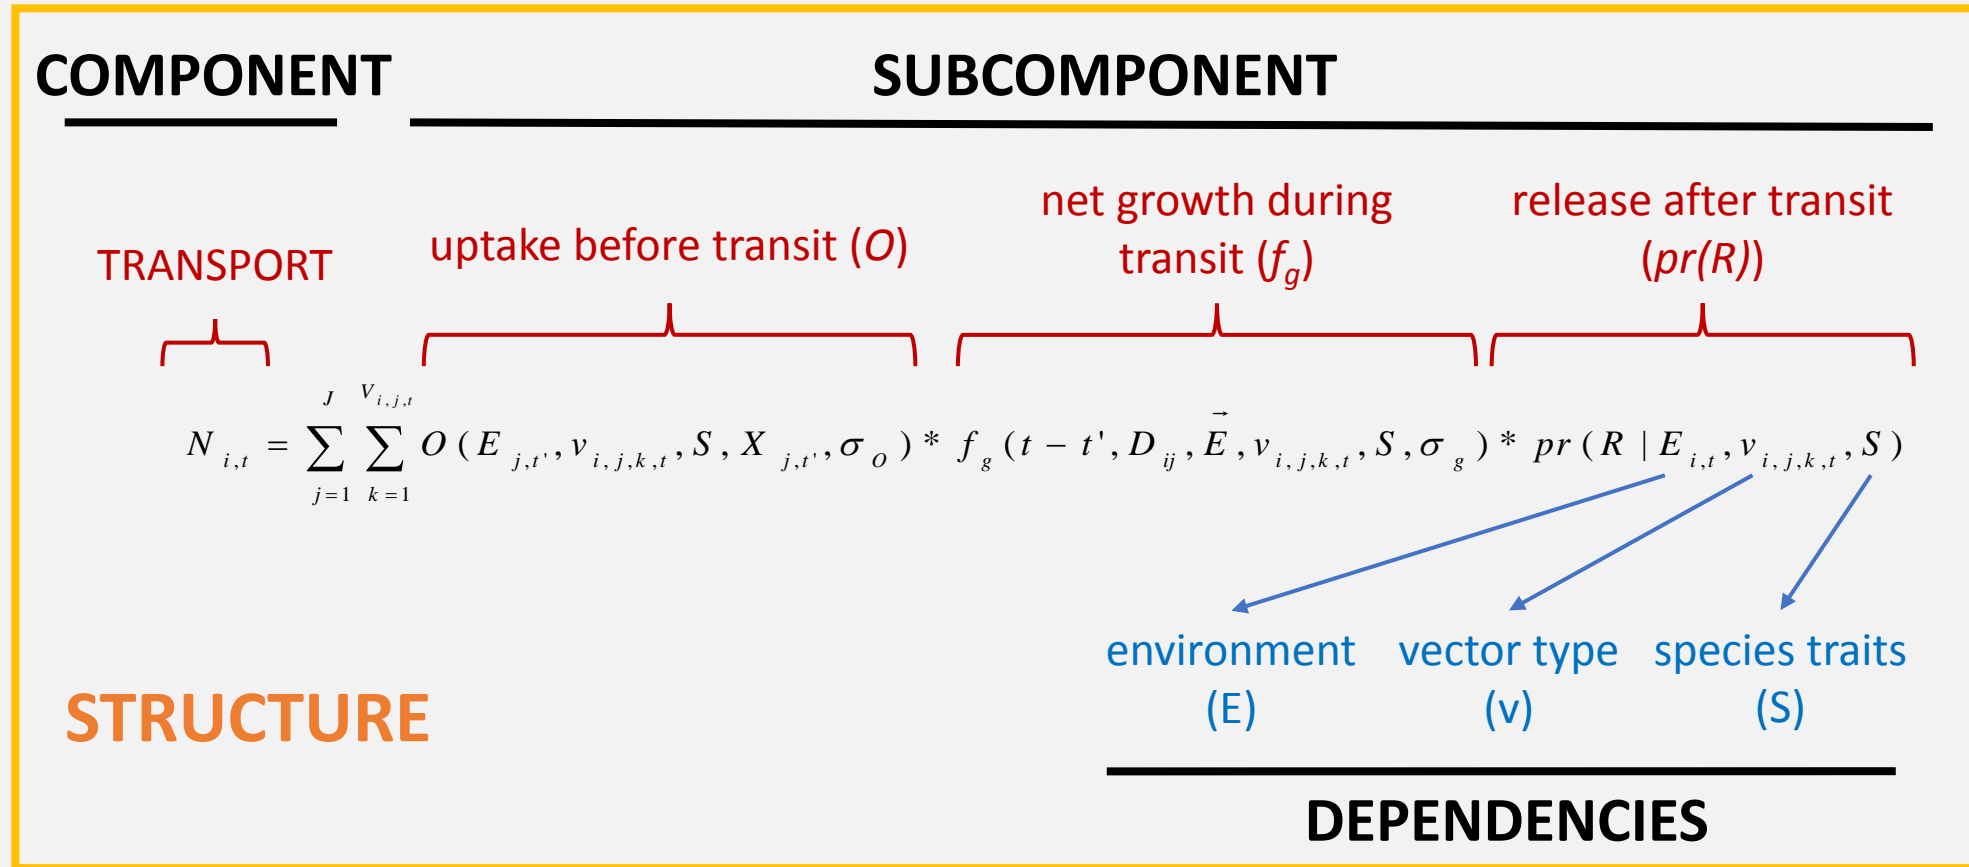 COMPONENT SUBCOMPONENT
TRANSPORT
uptake before transit (O)
net growth during
transit (f_g)
release after transit
(pr(R))
N_{i,t} = \sum_{j=1}^{J} \sum_{k=1}^{V_{i,j,t}} O ( E_{j,t'} , v_{i,j,k,t} , S , X_{j,t'} , σ_O ) * f_g ( t − t' , D_{ij} , \vec{E} , v_{i,j,k,t} , S , σ_g ) * pr ( R | E_{i,t} , v_{i,j,k,t} , S )
environment
(E)
vector type
(v)
species traits
(S)
STRUCTURE
DEPENDENCIES